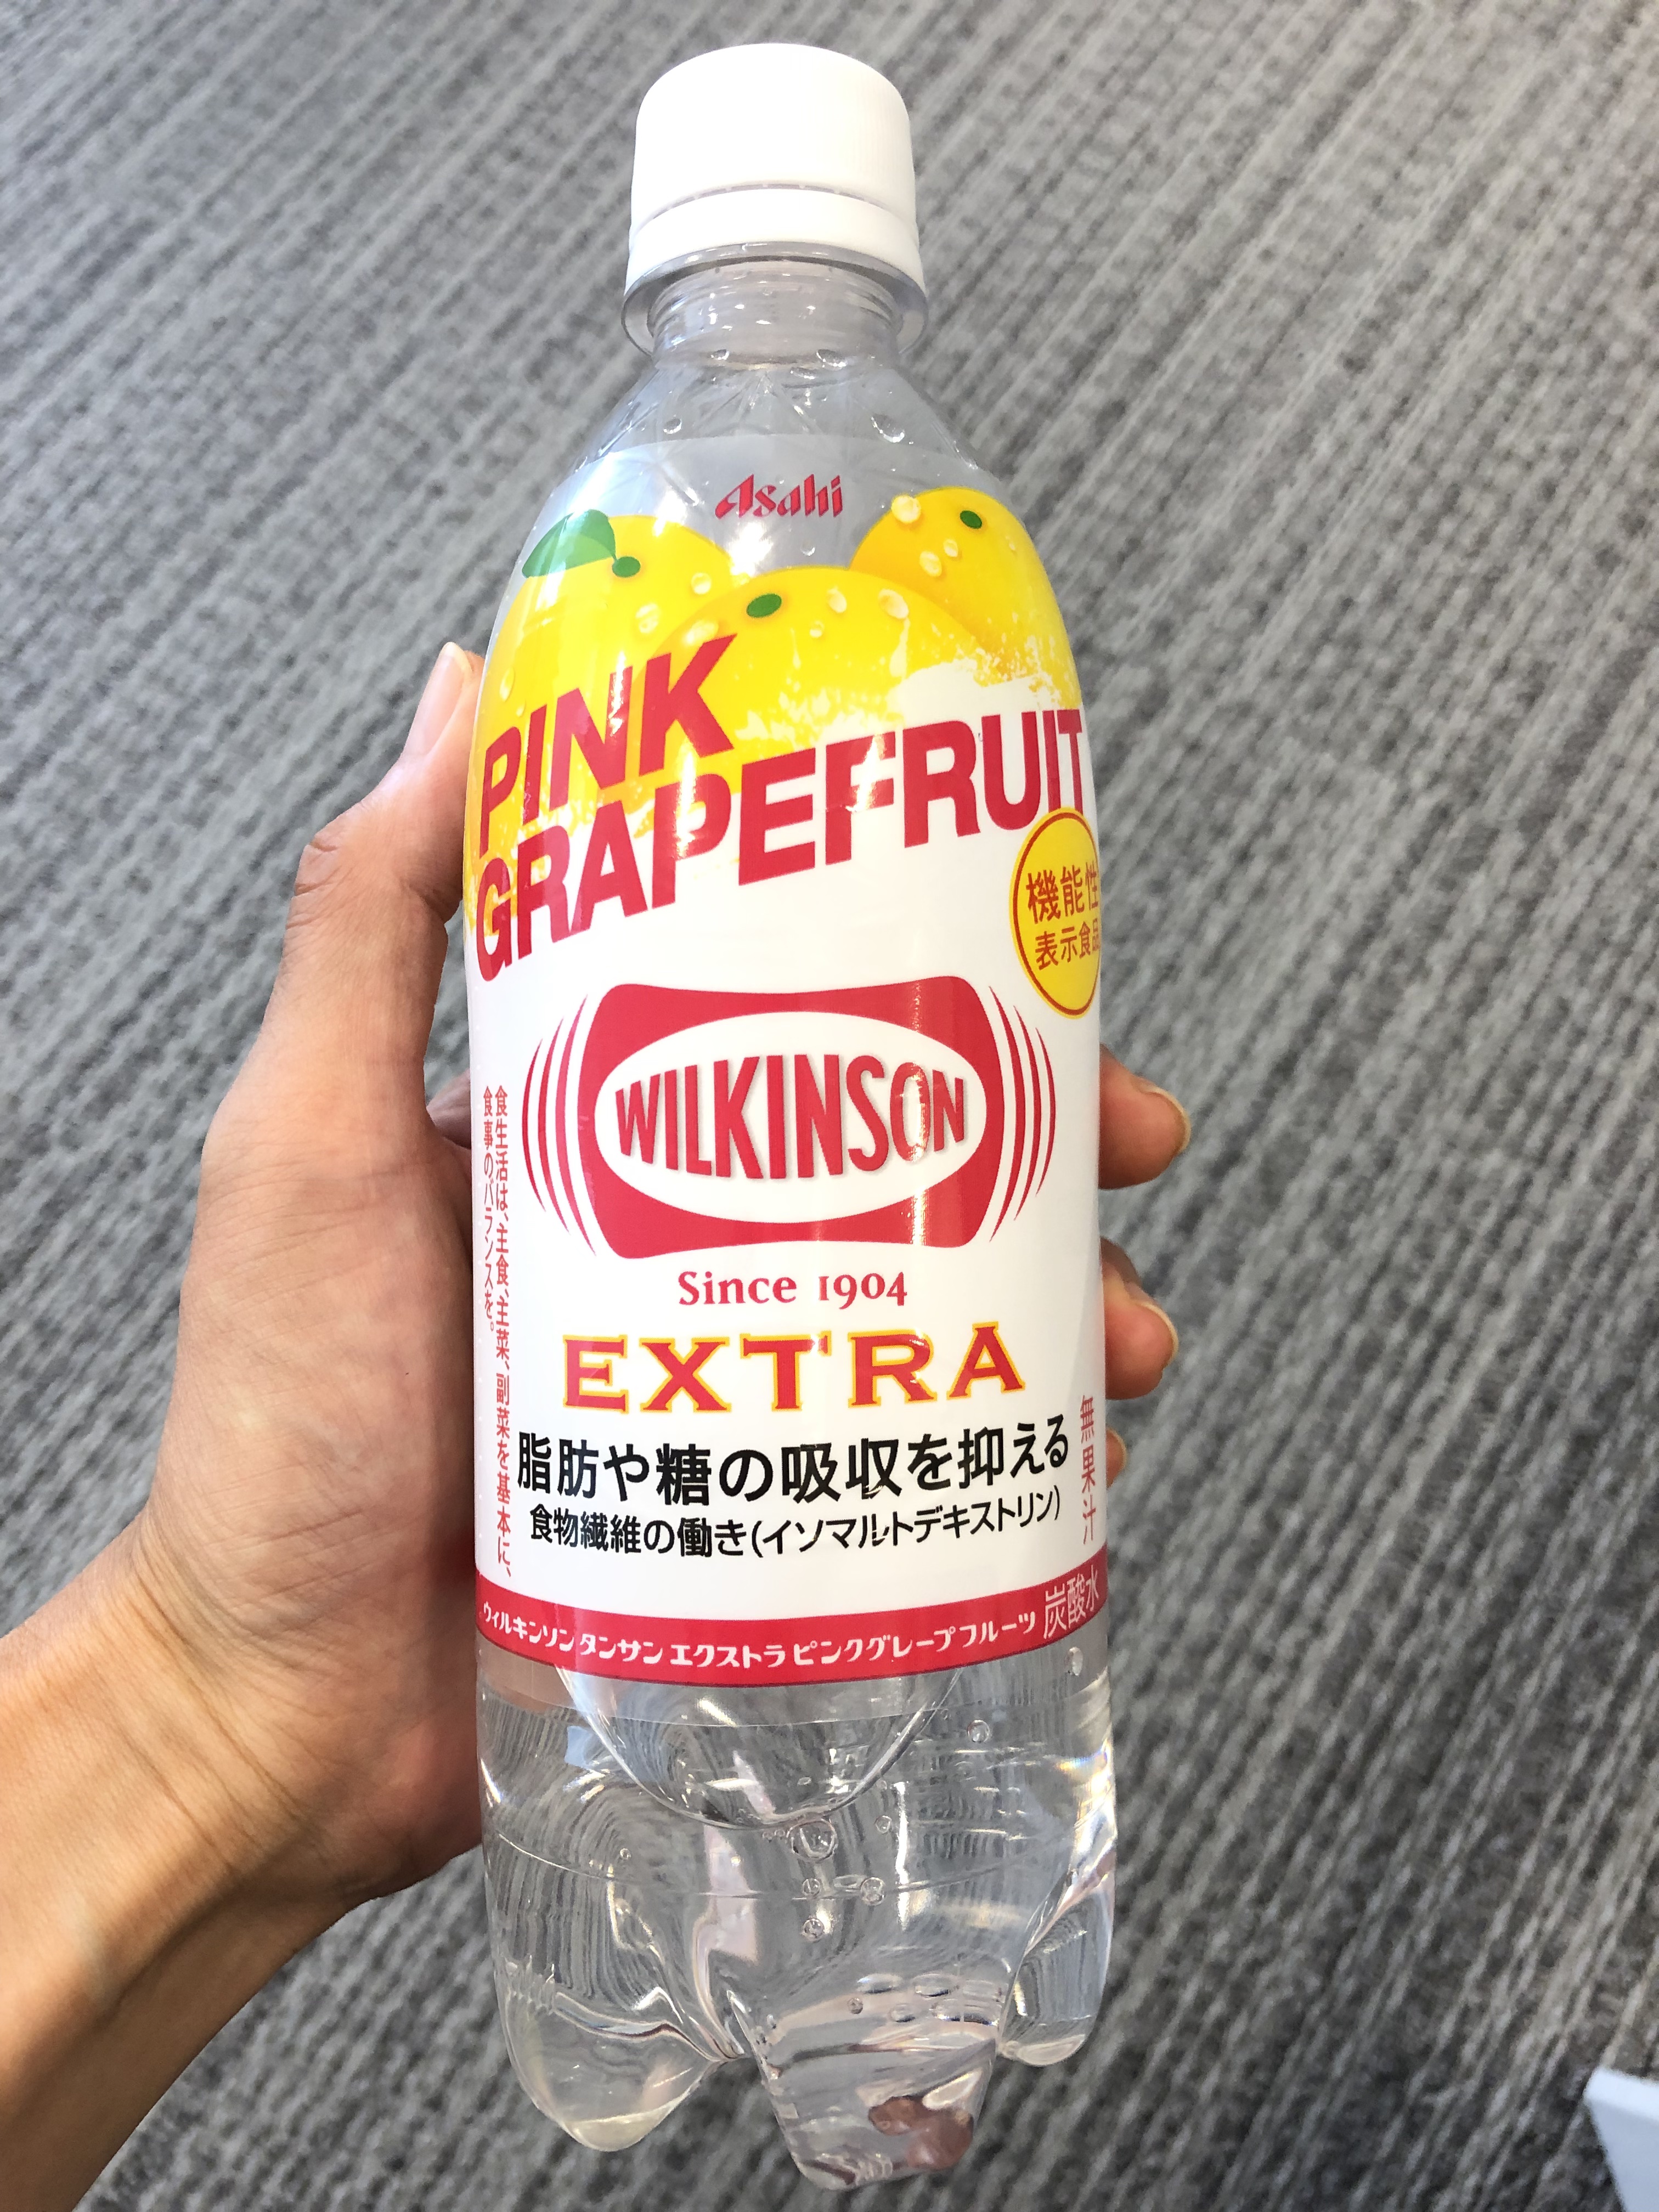 Asahi
PINK
GRAPEFRUIT
機能性
表示食品
WILKINSON
Since 1904
EXTRA
脂肪や糖の吸収を抑える
食物繊維の働き(イソマルトデキストリン)
食生活は、主食、主菜、副菜を基本に、
食事のバランスを。
無果汁
ウィルキンソン タンサン エクストラ ピンクグレープフルーツ 炭酸水